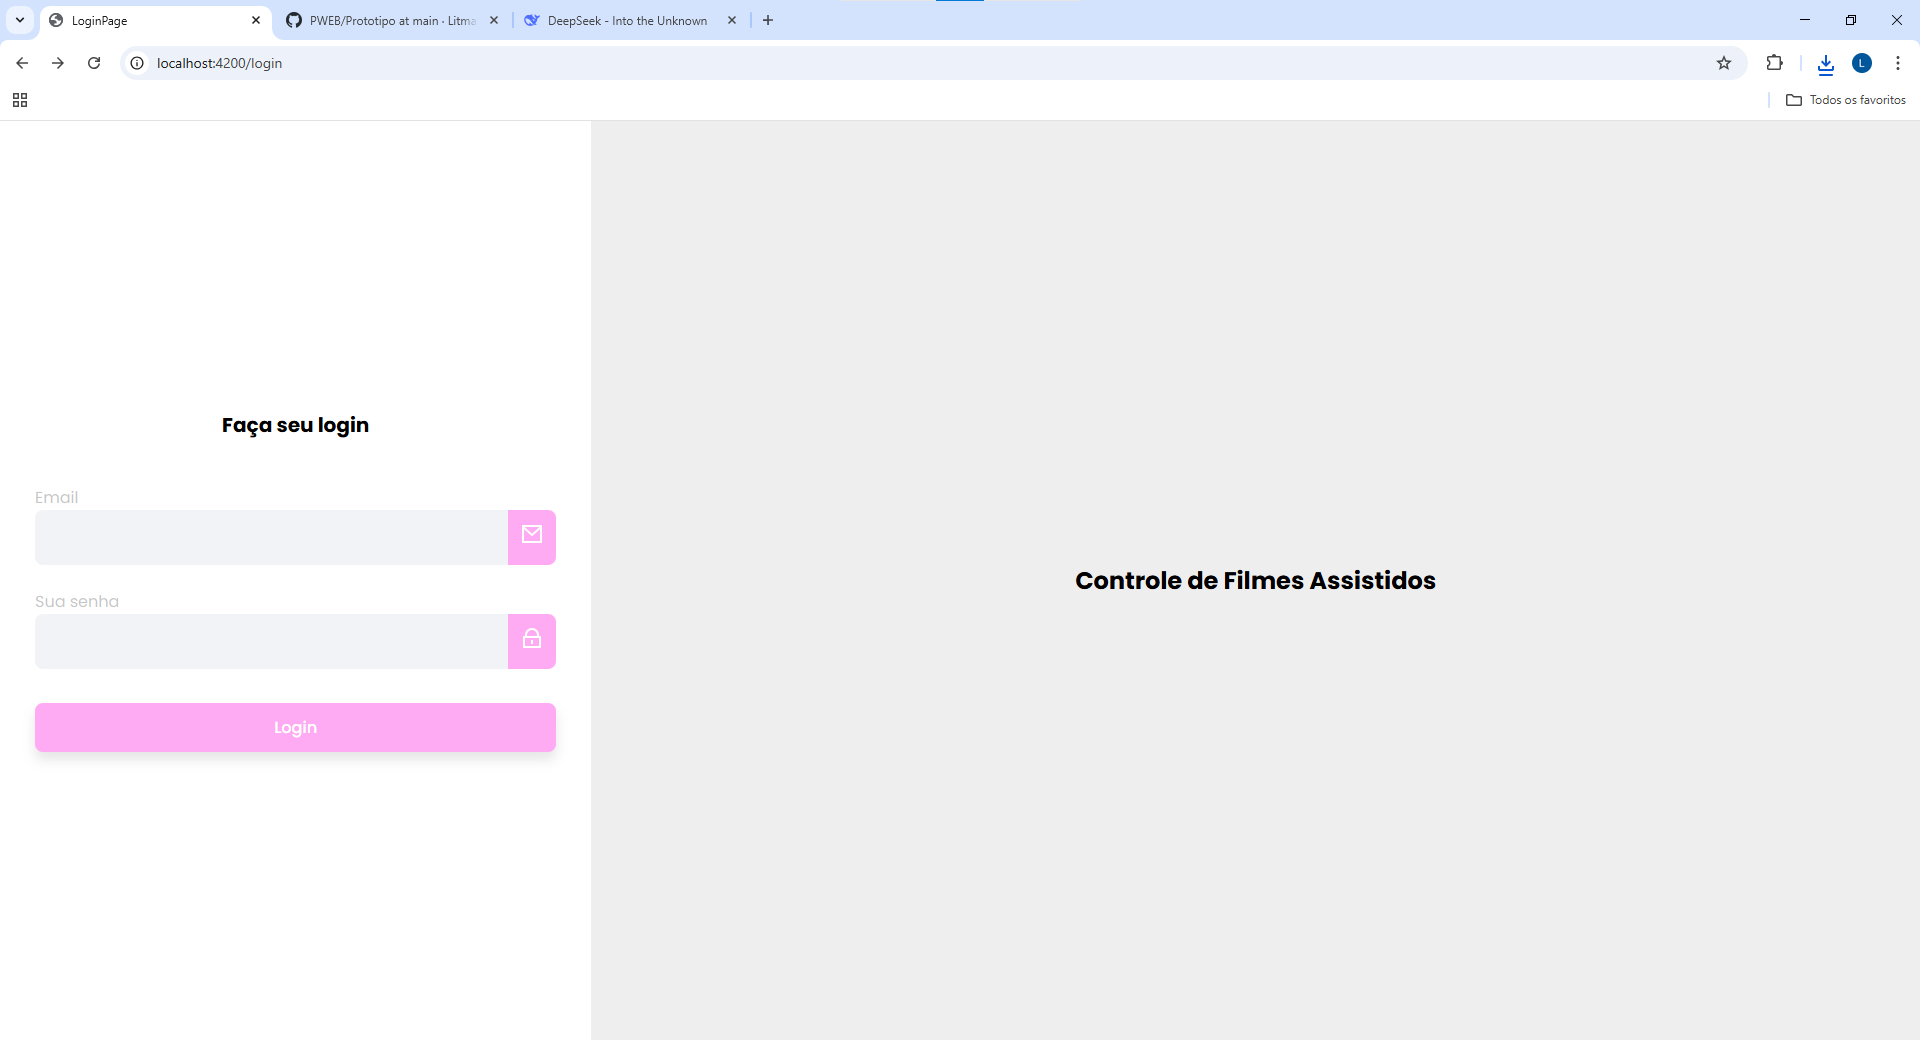 LoginPage
PWEB/Prototipo at main · Litma
DeepSeek - Into the Unknown
localhost:4200/login
L
Todos os favoritos
Faça seu login
Email
Sua senha
Login
Controle de Filmes Assistidos